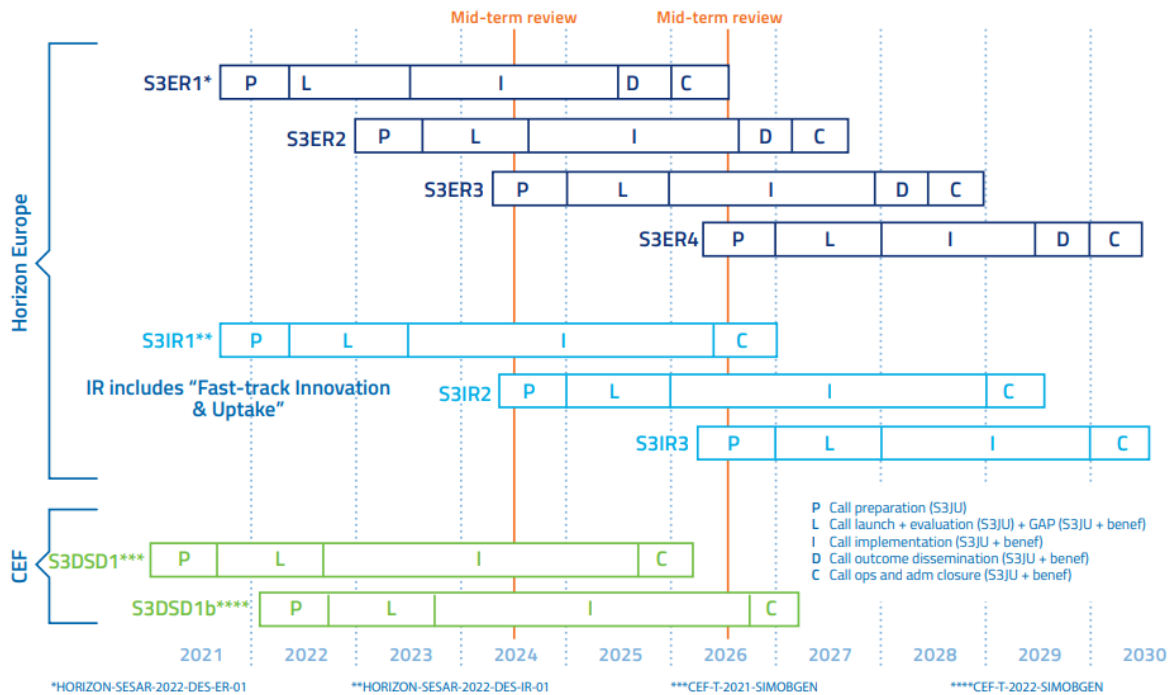 Mid-term review Mid-term review
S3ER1* P L I D C
S3ER2 P L I D C
S3ER3 P L I D C
S3ER4 P L I D C
Horizon Europe
S3IR1** P L I C
IR includes “Fast-track Innovation
& Uptake”
S3IR2 P L I C
S3IR3 P L I C
P Call preparation (S3JU)
L Call launch + evaluation (S3JU) + GAP (S3JU + benef)
I Call implementation (S3JU + benef)
D Call outcome dissemination (S3JU + benef)
C Call ops and adm closure (S3JU + benef)
CEF
S3DSD1*** P L I C
S3DSD1b**** P L I C
2021 2022 2023 2024 2025 2026 2027 2028 2029 2030
*HORIZON-SESAR-2022-DES-ER-01 **HORIZON-SESAR-2022-DES-IR-01 ***CEF-T-2021-SIMOBGEN ****CEF-T-2022-SIMOBGEN